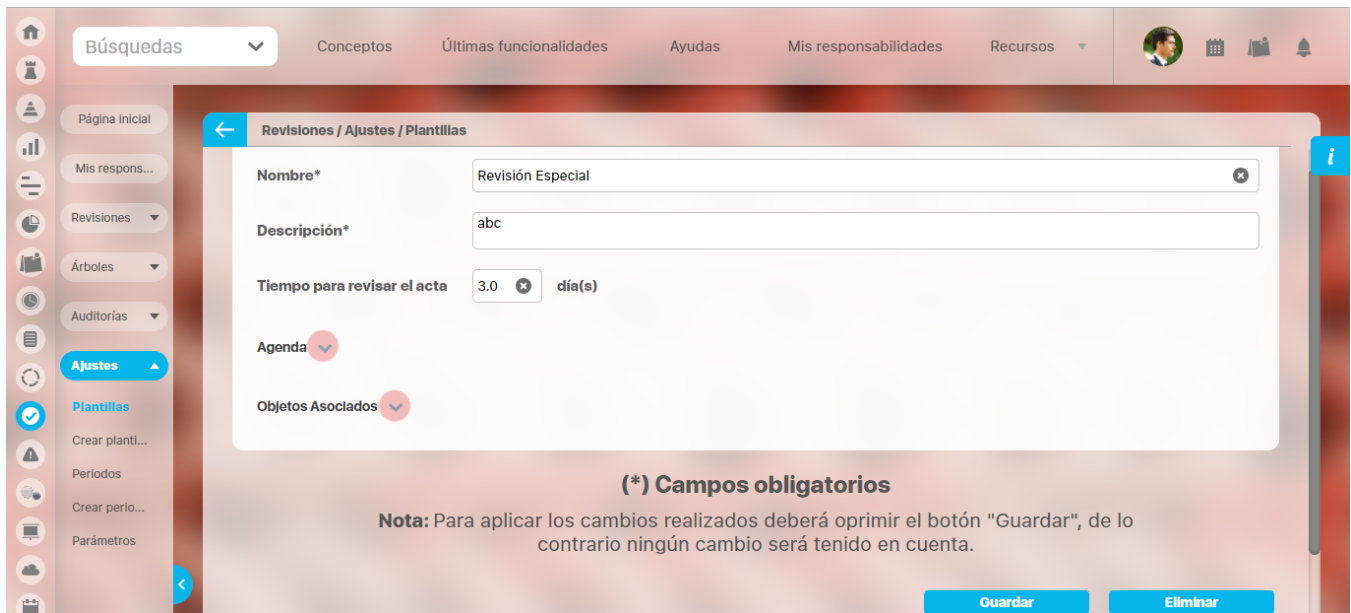 Búsquedas
Conceptos
Últimas funcionalidades
Ayudas
Mis responsabilidades
Recursos
Página inicial
Mis respons...
Revisiones
Árboles
Auditorías
Ajustes
Plantillas
Crear planti...
Periodos
Crear perio...
Parámetros
Revisiones / Ajustes / Plantillas
i
Nombre* Revisión Especial
Descripción* abc
Tiempo para revisar el acta 3.0 día(s)
Agenda
Objetos Asociados
(*) Campos obligatorios
Nota: Para aplicar los cambios realizados deberá oprimir el botón "Guardar", de lo
contrario ningún cambio será tenido en cuenta.
Guardar
Eliminar